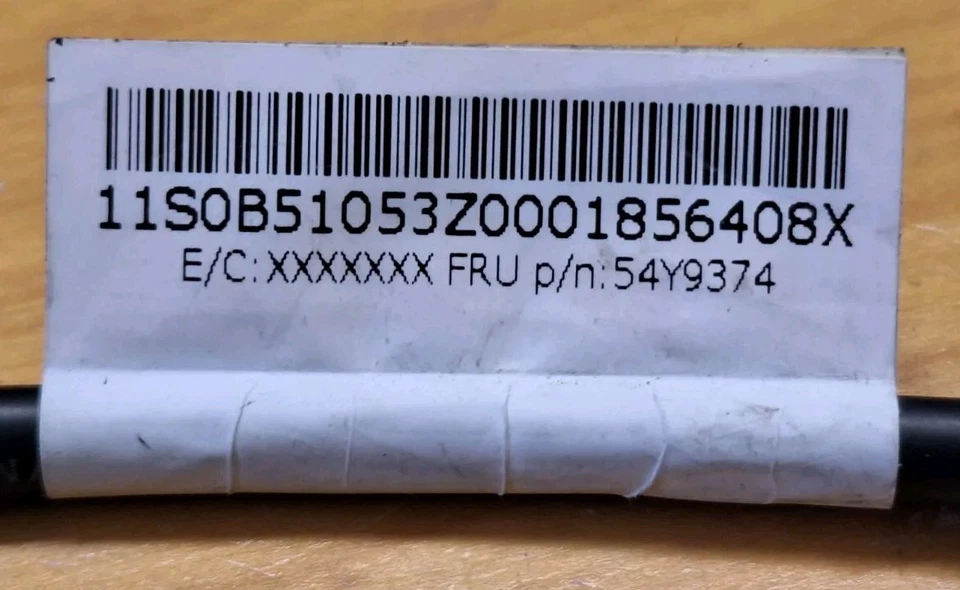 11S0B51053Z0001856408X
E/C:XXXXXXX FRU p/n:54Y9374